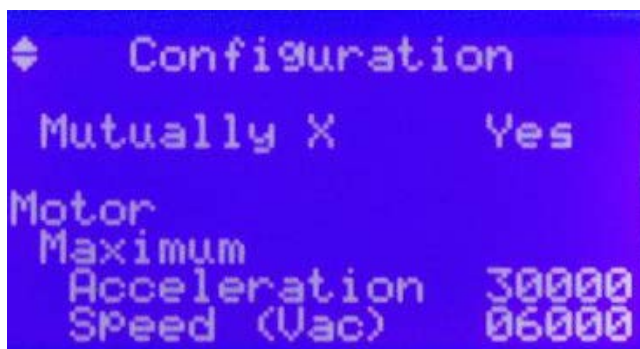 Configuration
Mutually X Yes
Motor
Maximum
Acceleration 30000
Speed (Vac) 06000